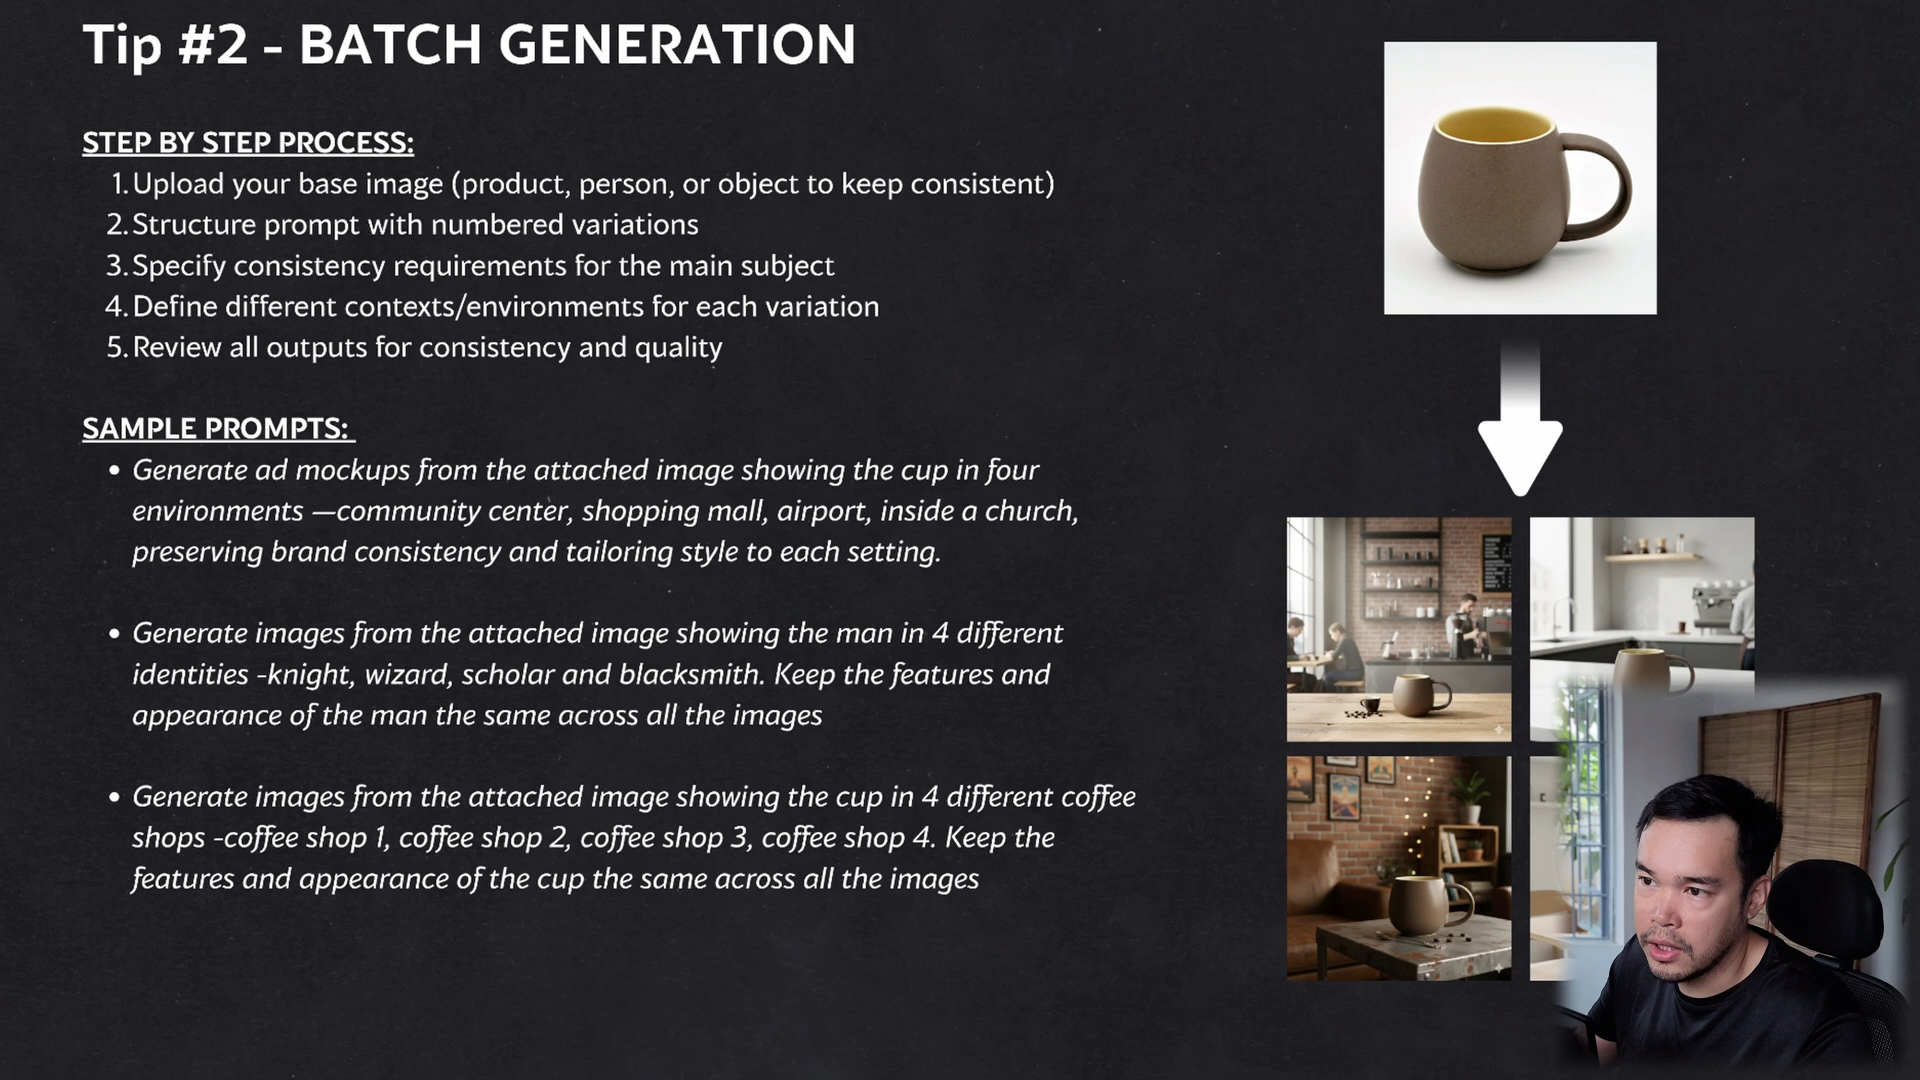 Tip #2 - BATCH GENERATION
STEP BY STEP PROCESS:
1. Upload your base image (product, person, or object to keep consistent)
2. Structure prompt with numbered variations
3. Specify consistency requirements for the main subject
4. Define different contexts/environments for each variation
5. Review all outputs for consistency and quality
SAMPLE PROMPTS:
• Generate ad mockups from the attached image showing the cup in four
environments —community center, shopping mall, airport, inside a church,
preserving brand consistency and tailoring style to each setting.
• Generate images from the attached image showing the man in 4 different
identities -knight, wizard, scholar and blacksmith. Keep the features and
appearance of the man the same across all the images
• Generate images from the attached image showing the cup in 4 different coffee
shops -coffee shop 1, coffee shop 2, coffee shop 3, coffee shop 4. Keep the
features and appearance of the cup the same across all the images